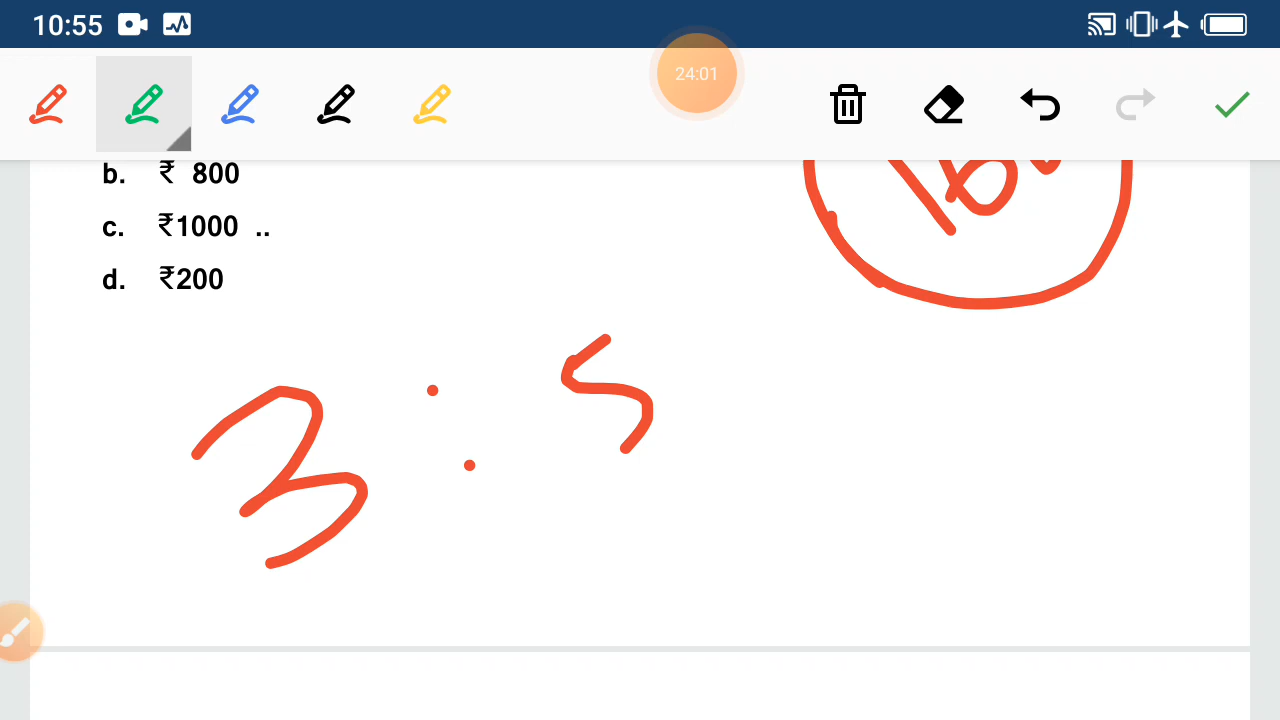 10:55
24:01
b. ₹ 800
c. ₹1000 ..
d. ₹200
3 : 5